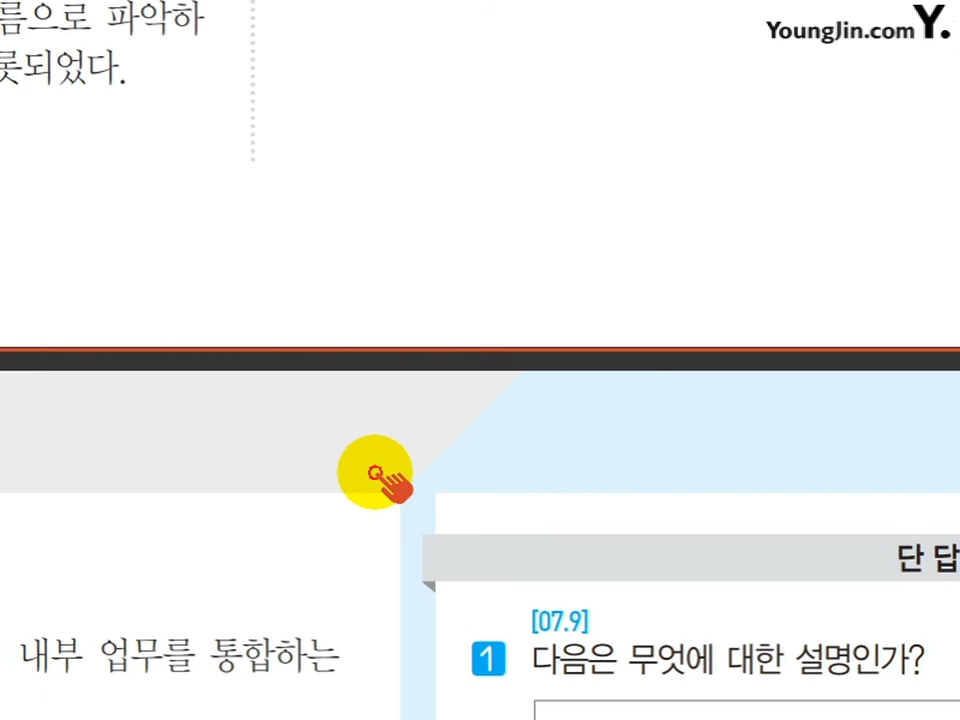 름으로 파악하
YoungJin.com Y.
롯되었다.
단 답
[07.9]
내부 업무를 통합하는
1 다음은 무엇에 대한 설명인가?